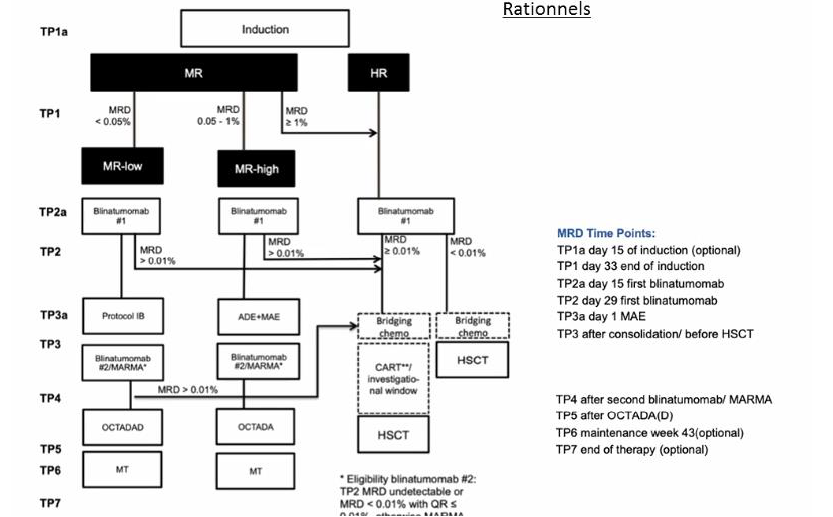 Rationnels
TP1a
Induction
MR
HR
TP1
MRD
< 0.05%
MRD
0.05 - 1%
MRD
≥ 1%
MR-low
MR-high
TP2a
Blinatumomab
#1
Blinatumomab
#1
Blinatumomab
#1
TP2
MRD
> 0.01%
MRD
> 0.01%
MRD
≥ 0.01%
MRD
< 0.01%
TP3a
Protocol IB
ADE+MAE
Bridging
chemo
Bridging
chemo
TP3
Blinatumomab
#2/MARMA*
Blinatumomab
#2/MARMA*
CART**/
investigatio-
nal window
HSCT
MRD > 0.01%
TP4
OCTADAD
OCTADA
HSCT
TP5
TP6
MT
MT
TP7
* Eligibility blinatumomab #2:
TP2 MRD undetectable or
MRD < 0.01% with QR ≤
0.01%, otherwise MARMA
MRD Time Points:
TP1a day 15 of induction (optional)
TP1 day 33 end of induction
TP2a day 15 first blinatumomab
TP2 day 29 first blinatumomab
TP3a day 1 MAE
TP3 after consolidation/ before HSCT
TP4 after second blinatumomab/ MARMA
TP5 after OCTADA(D)
TP6 maintenance week 43(optional)
TP7 end of therapy (optional)